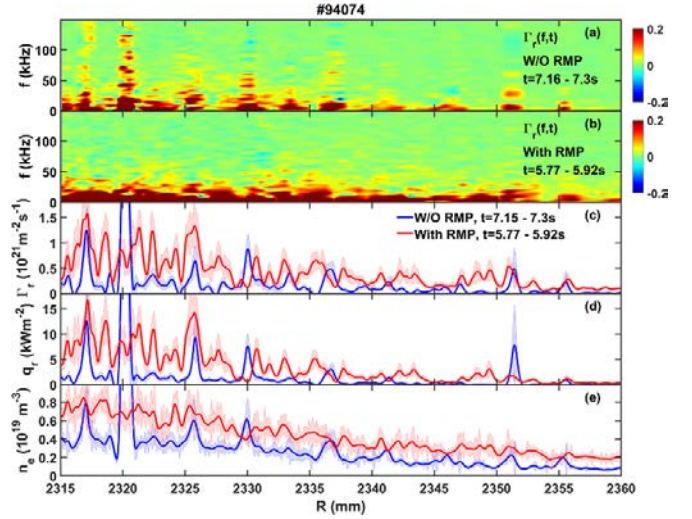 #94074
150
100
50
0
f (kHz)
Γr(f,t)
(a)
W/O RMP
t=7.16 - 7.3s
0.2
0
-0.2
100
50
0
f (kHz)
Γr(f,t)
(b)
With RMP
t=5.77 - 5.92s
0.2
0
-0.2
1.5
1
0.5
0
Γr (10²¹m⁻²s⁻¹)
W/O RMP, t=7.15 - 7.3s
(c)
With RMP, t=5.77 - 5.92s
15
10
5
0
qr (kWm⁻²)
(d)
0.8
0.6
0.4
0.2
0
ne (10¹⁹ m⁻³)
(e)
2315 2320 2325 2330 2335 2340 2345 2350 2355 2360
R (mm)